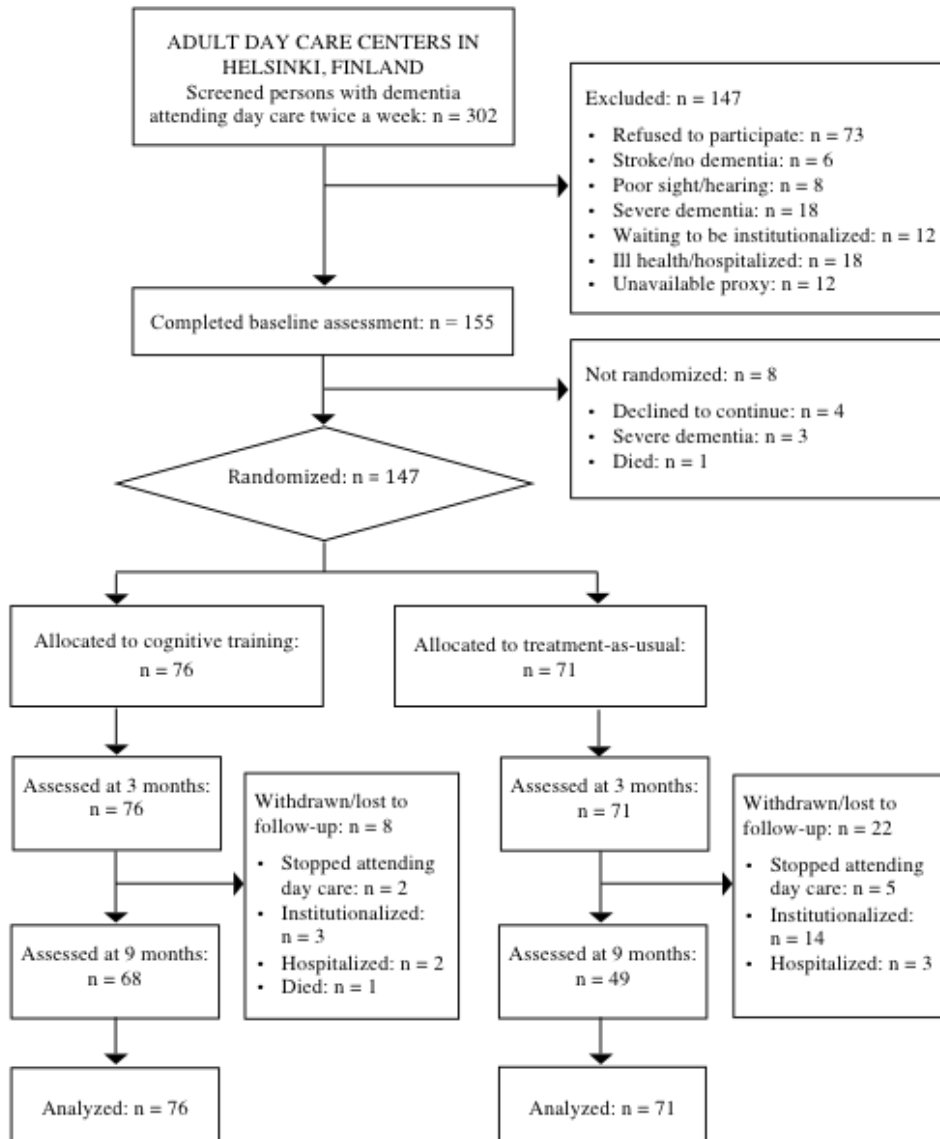 ADULT DAY CARE CENTERS IN
HELSINKI, FINLAND
Screened persons with dementia
attending day care twice a week: n = 302
Excluded: n = 147
• Refused to participate: n = 73
• Stroke/no dementia: n = 6
• Poor sight/hearing: n = 8
• Severe dementia: n = 18
• Waiting to be institutionalized: n = 12
• Ill health/hospitalized: n = 18
• Unavailable proxy: n = 12
Completed baseline assessment: n = 155
Not randomized: n = 8
• Declined to continue: n = 4
• Severe dementia: n = 3
• Died: n = 1
Randomized: n = 147
Allocated to cognitive training:
n = 76
Allocated to treatment-as-usual:
n = 71
Assessed at 3 months:
n = 76
Withdrawn/lost to
follow-up: n = 8
• Stopped attending
day care: n = 2
• Institutionalized:
n = 3
• Hospitalized: n = 2
• Died: n = 1
Assessed at 3 months:
n = 71
Withdrawn/lost to
follow-up: n = 22
• Stopped attending
day care: n = 5
• Institutionalized:
n = 14
• Hospitalized: n = 3
Assessed at 9 months:
n = 68
Assessed at 9 months:
n = 49
Analyzed: n = 76
Analyzed: n = 71